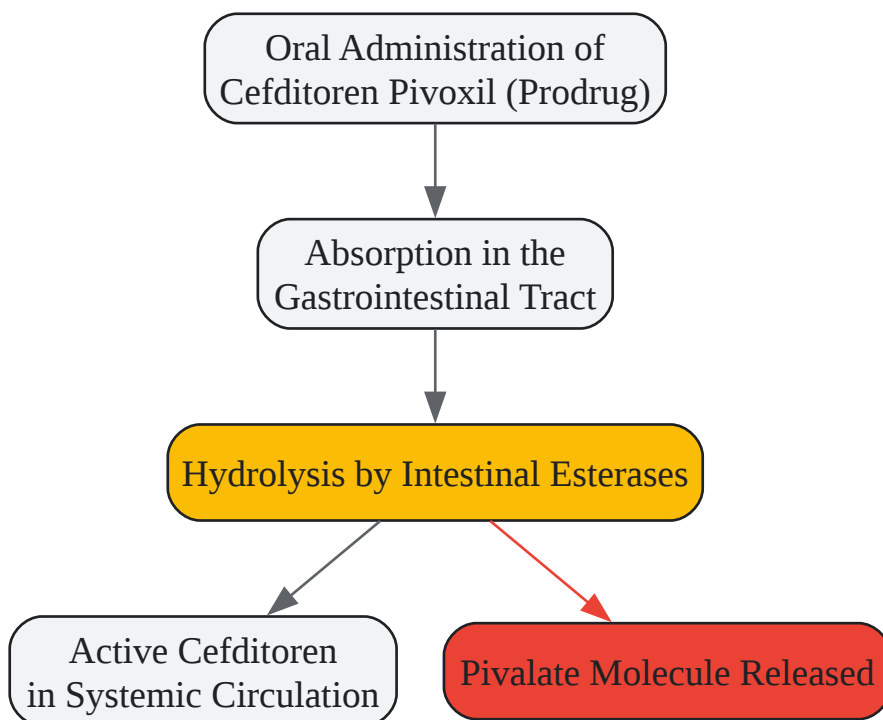 Oral Administration of
Cefditoren Pivoxil (Prodrug)
Absorption in the
Gastrointestinal Tract
Hydrolysis by Intestinal Esterases
Active Cefditoren
in Systemic Circulation
Pivalate Molecule Released